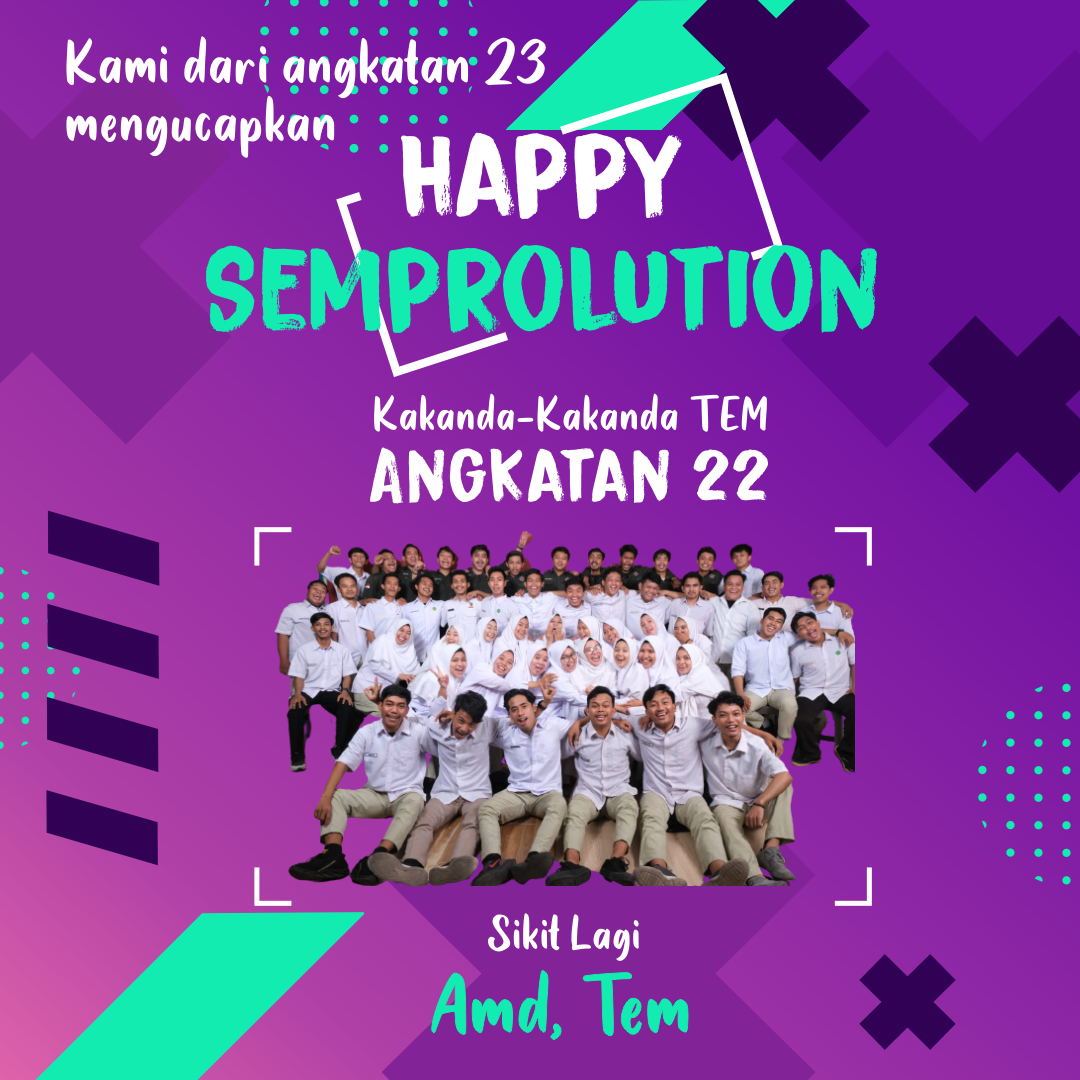 Kami dari angkatan 23
mengucapkan
HAPPY
SEMPROLUTION
Kakanda-Kakanda TEM
ANGKATAN 22
Sikit Lagi
Amd, Tem